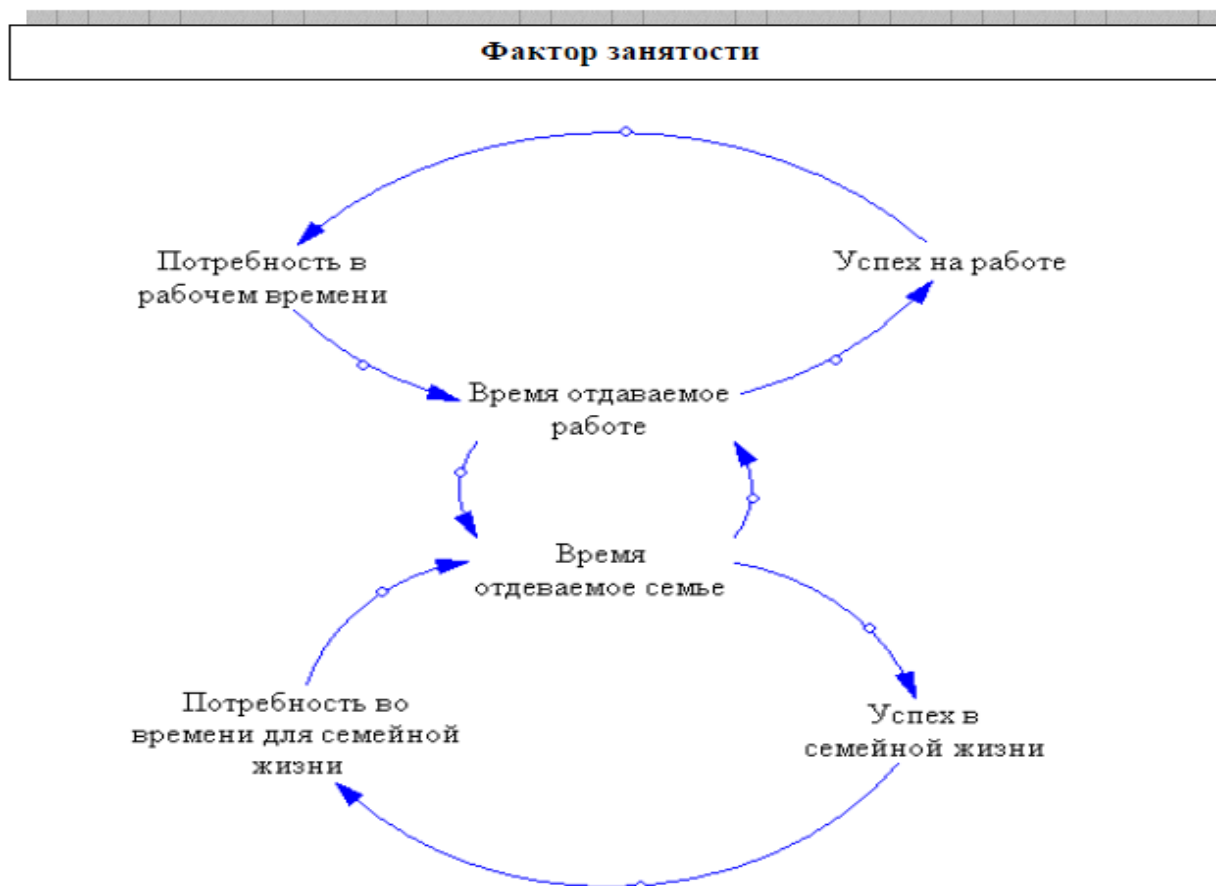 Фактор занятости
Потребность в
рабочем времени
Успех на работе
Время отдаваемое
работе
Время
отдеваемое семье
Потребность во
времени для семейной
жизни
Успех в
семейной жизни